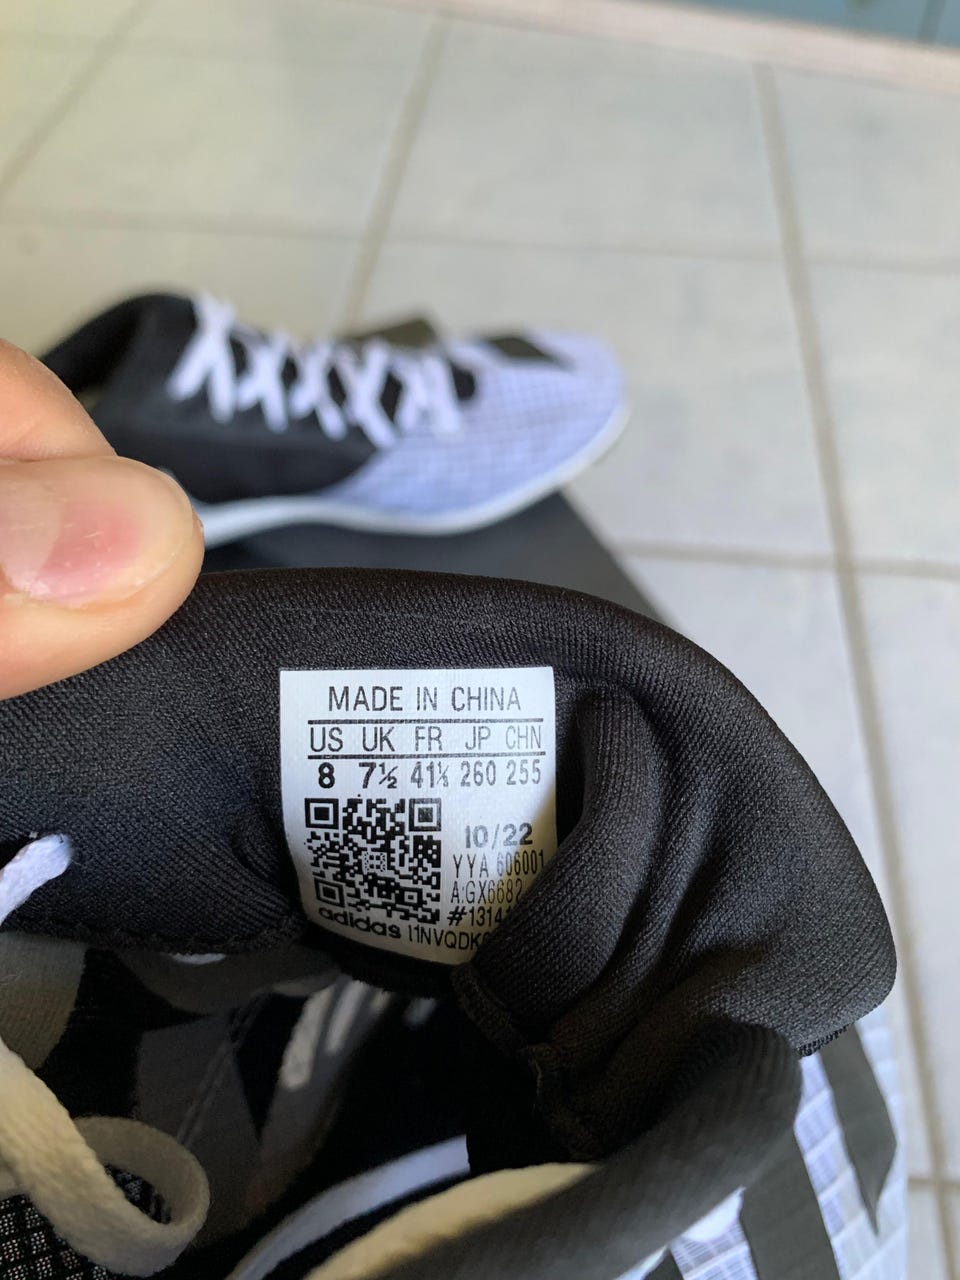 MADE IN CHINA
US UK FR JP CHN
8 7½ 41⅓ 260 255
10/22
YYA 606001
A:GX6682
adidas